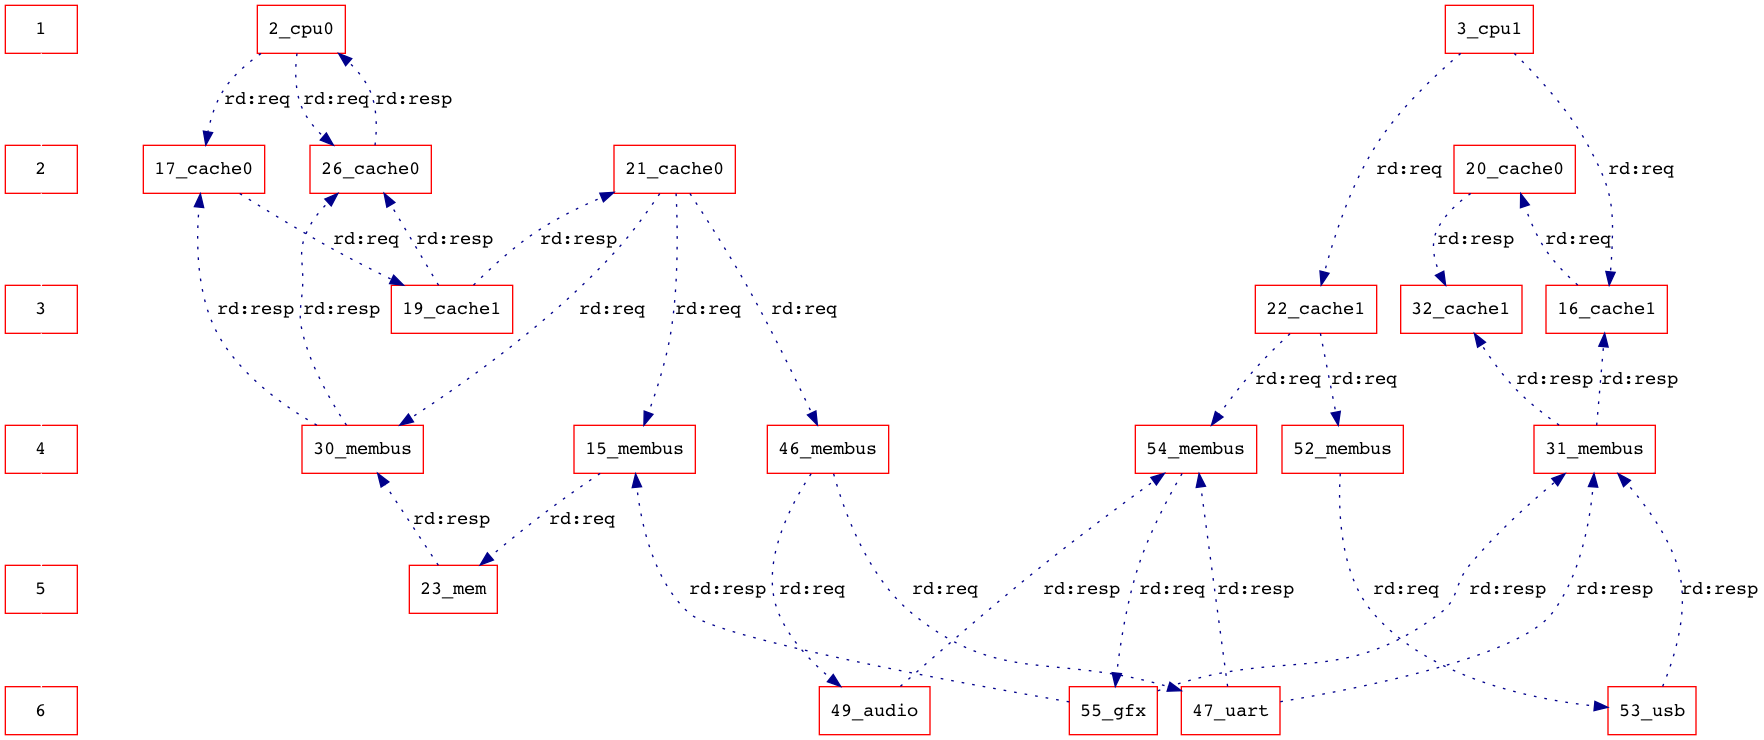 1
2_cpu0
3_cpu1
rd:req
rd:req
rd:resp
2
17_cache0
26_cache0
21_cache0
rd:req
20_cache0
rd:req
rd:req
rd:resp
rd:resp
rd:resp
rd:req
3
19_cache1
22_cache1
32_cache1
16_cache1
rd:resp
rd:resp
rd:req
rd:req
rd:req
rd:req
rd:req
rd:resp
rd:resp
4
30_membus
15_membus
46_membus
54_membus
52_membus
31_membus
rd:resp
rd:req
5
23_mem
rd:resp
rd:req
rd:req
rd:resp
rd:req
rd:resp
rd:req
rd:resp
rd:resp
rd:resp
6
49_audio
55_gfx
47_uart
53_usb